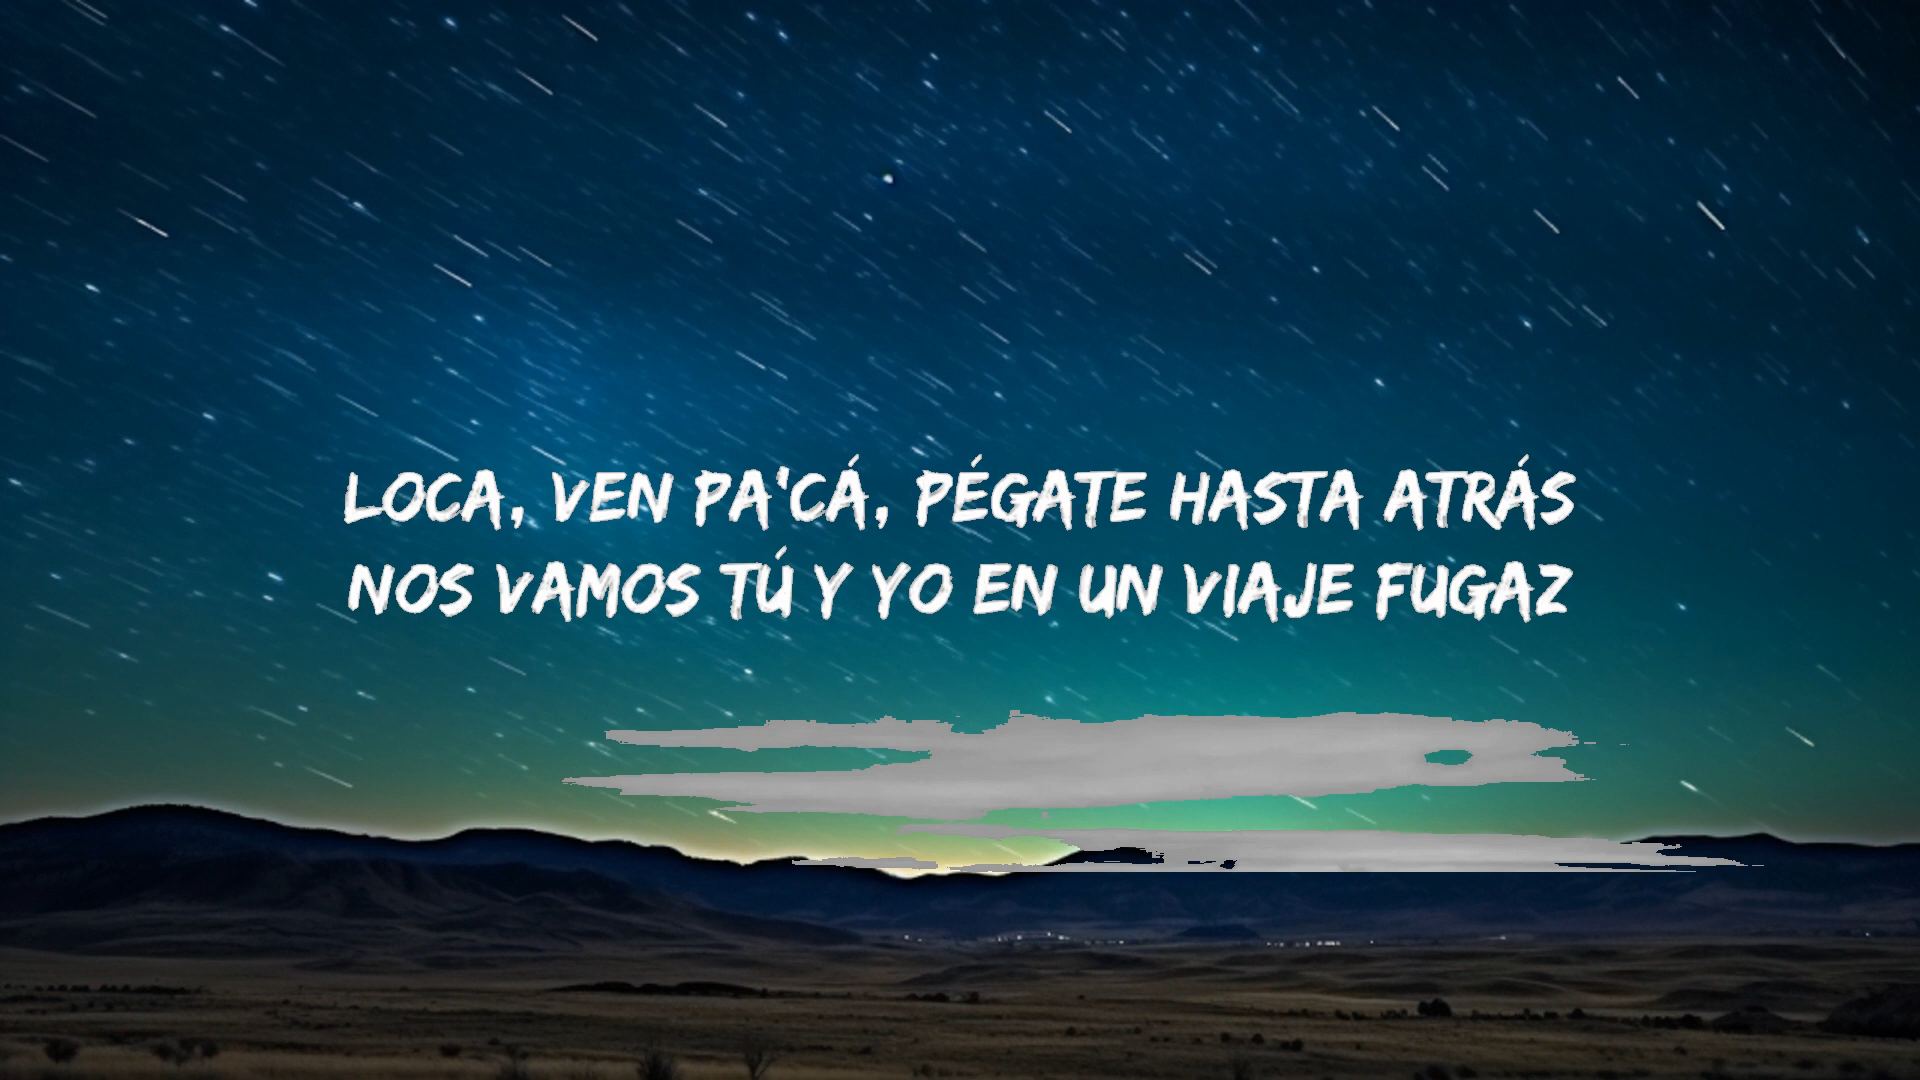 LOCA, VEN PA'CÁ, PÉGATE HASTA ATRÁS
NOS VAMOS TÚ Y YO EN UN VIAJE FUGAZ